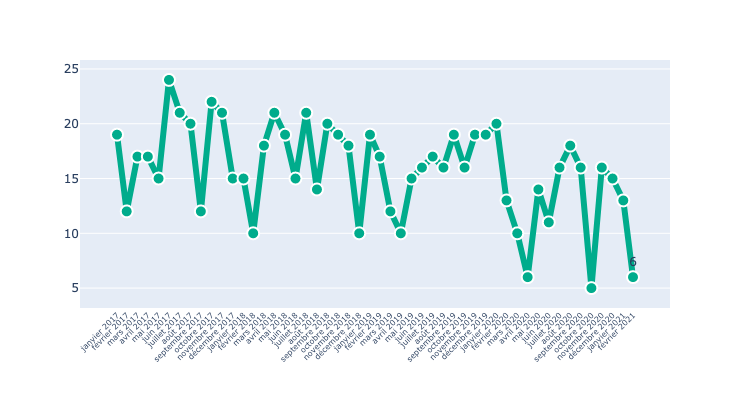 25
20
15
10
5
6
janvier 2017
février 2017
mars 2017
avril 2017
mai 2017
juin 2017
juillet 2017
août 2017
septembre 2017
octobre 2017
novembre 2017
décembre 2017
janvier 2018
février 2018
mars 2018
avril 2018
mai 2018
juin 2018
juillet 2018
août 2018
septembre 2018
octobre 2018
novembre 2018
décembre 2018
janvier 2019
février 2019
mars 2019
avril 2019
mai 2019
juin 2019
juillet 2019
août 2019
septembre 2019
octobre 2019
novembre 2019
décembre 2019
janvier 2020
février 2020
mars 2020
avril 2020
mai 2020
juin 2020
juillet 2020
août 2020
septembre 2020
octobre 2020
novembre 2020
décembre 2020
janvier 2021
février 2021